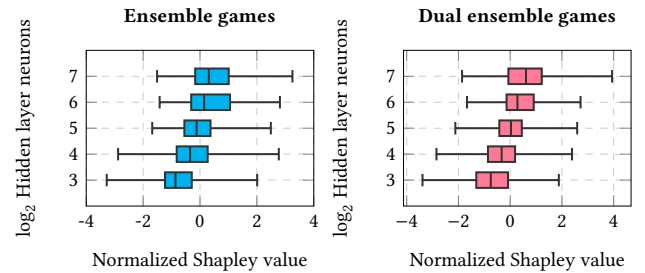 Ensemble games
log₂ Hidden layer neurons
7
6
5
4
3
-4 -2 0 2 4
Normalized Shapley value
Dual ensemble games
log₂ Hidden layer neurons
7
6
5
4
3
−4 −2 0 2 4
Normalized Shapley value